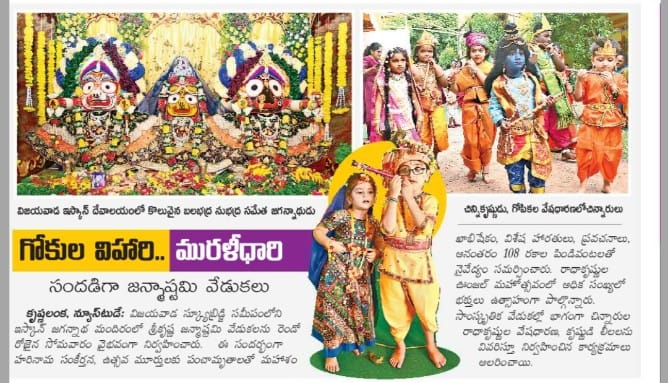 విజయవాడ ఇస్కాన్ దేవాలయంలో కొలువైన బలభద్ర సుభద్ర సమేత జగన్నాథుడు
చిన్నికృష్ణుడు, గోపికల వేషధారణలోచిన్నారులు
గోకుల విహారి.. మురళీధారి
సందడిగా జన్మాష్టమి వేడుకలు
కృష్ణలంక, న్యూస్‌టుడే: విజయవాడ స్క్రూబ్రిడ్జి సమీపంలోని
ఇస్కాన్ జగన్నాథ మందిరంలో శ్రీకృష్ణ జన్మాష్టమి వేడుకలను రెండో
రోజైన సోమవారం వైభవంగా నిర్వహించారు. ఈ సందర్భంగా
హరినామ సంకీర్తన, ఉత్సవ మూర్తులకు పంచామృతాలతో మహాశం
ఖాభిషేకం, విశేష హారతులు, ప్రవచనాలు,
అనంతరం 108 రకాల పిండివంటలతో
నైవేద్యం సమర్పించారు. రాధాకృష్ణుల
ఊంజల్ మహోత్సవంలో అధిక సంఖ్యలో
భక్తులు ఉత్సాహంగా పాల్గొన్నారు.
సాంస్కృతిక వేడుకల్లో భాగంగా చిన్నారుల
రాధాకృష్ణుల వేషధారణ, కృష్ణుడి లీలలను
వివరిస్తూ నిర్వహించిన కార్యక్రమాలు
అలరించాయి.